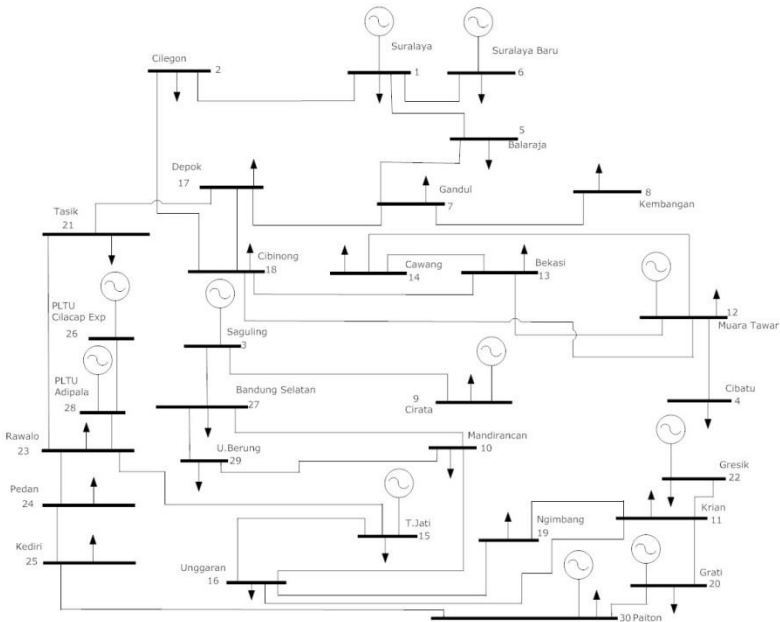 Suralaya
1
Suralaya Baru
6
Cilegon
2
5
Balaraja
Depok
17
Gandul
7
8
Kembangan
Tasik
21
Cibinong
18
Cawang
14
Bekasi
13
12
Muara Tawar
PLTU
Cilacap Exp
26
Saguling
3
PLTU
Adipala
28
Bandung Selatan
27
9
Cirata
Cibatu
4
Rawalo
23
U.Berung
29
Mandirancan
10
Gresik
22
Pedan
24
Krian
11
T.Jati
15
Ngimbang
19
Kediri
25
Unggaran
16
Grati
20
30 Paiton